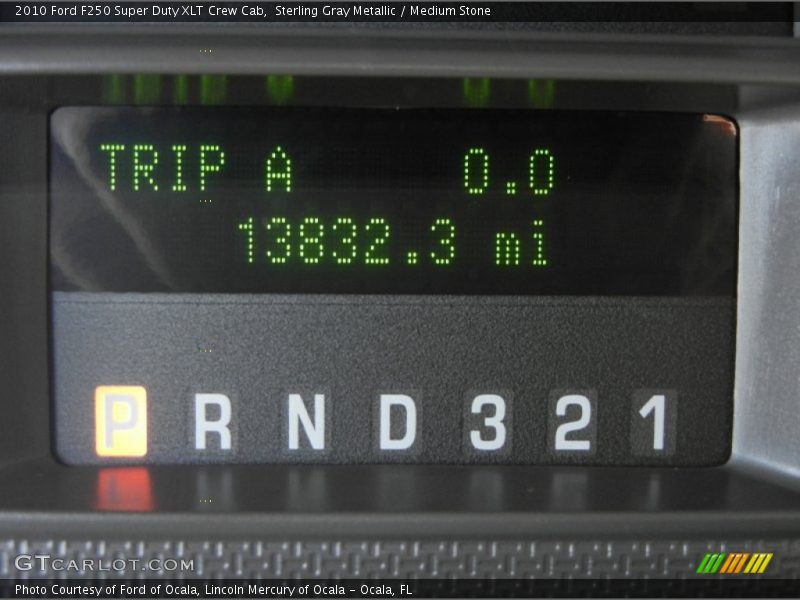 2010 Ford F250 Super Duty XLT Crew Cab,  Sterling Gray Metallic / Medium Stone
TRIP A 0.0
13832.3 mi
P R N D 3 2 1
GTCARLOT.COM
Photo Courtesy of Ford of Ocala, Lincoln Mercury of Ocala - Ocala, FL